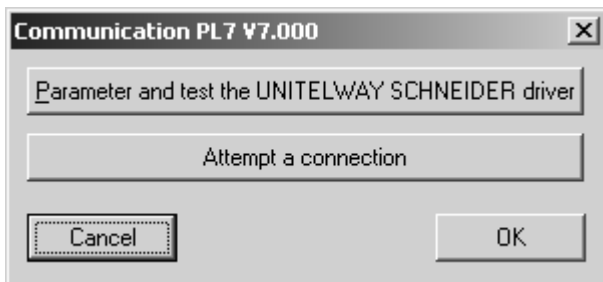 Communication PL7 V7.000
Parameter and test the UNITELWAY SCHNEIDER driver
Attempt a connection
Cancel
OK